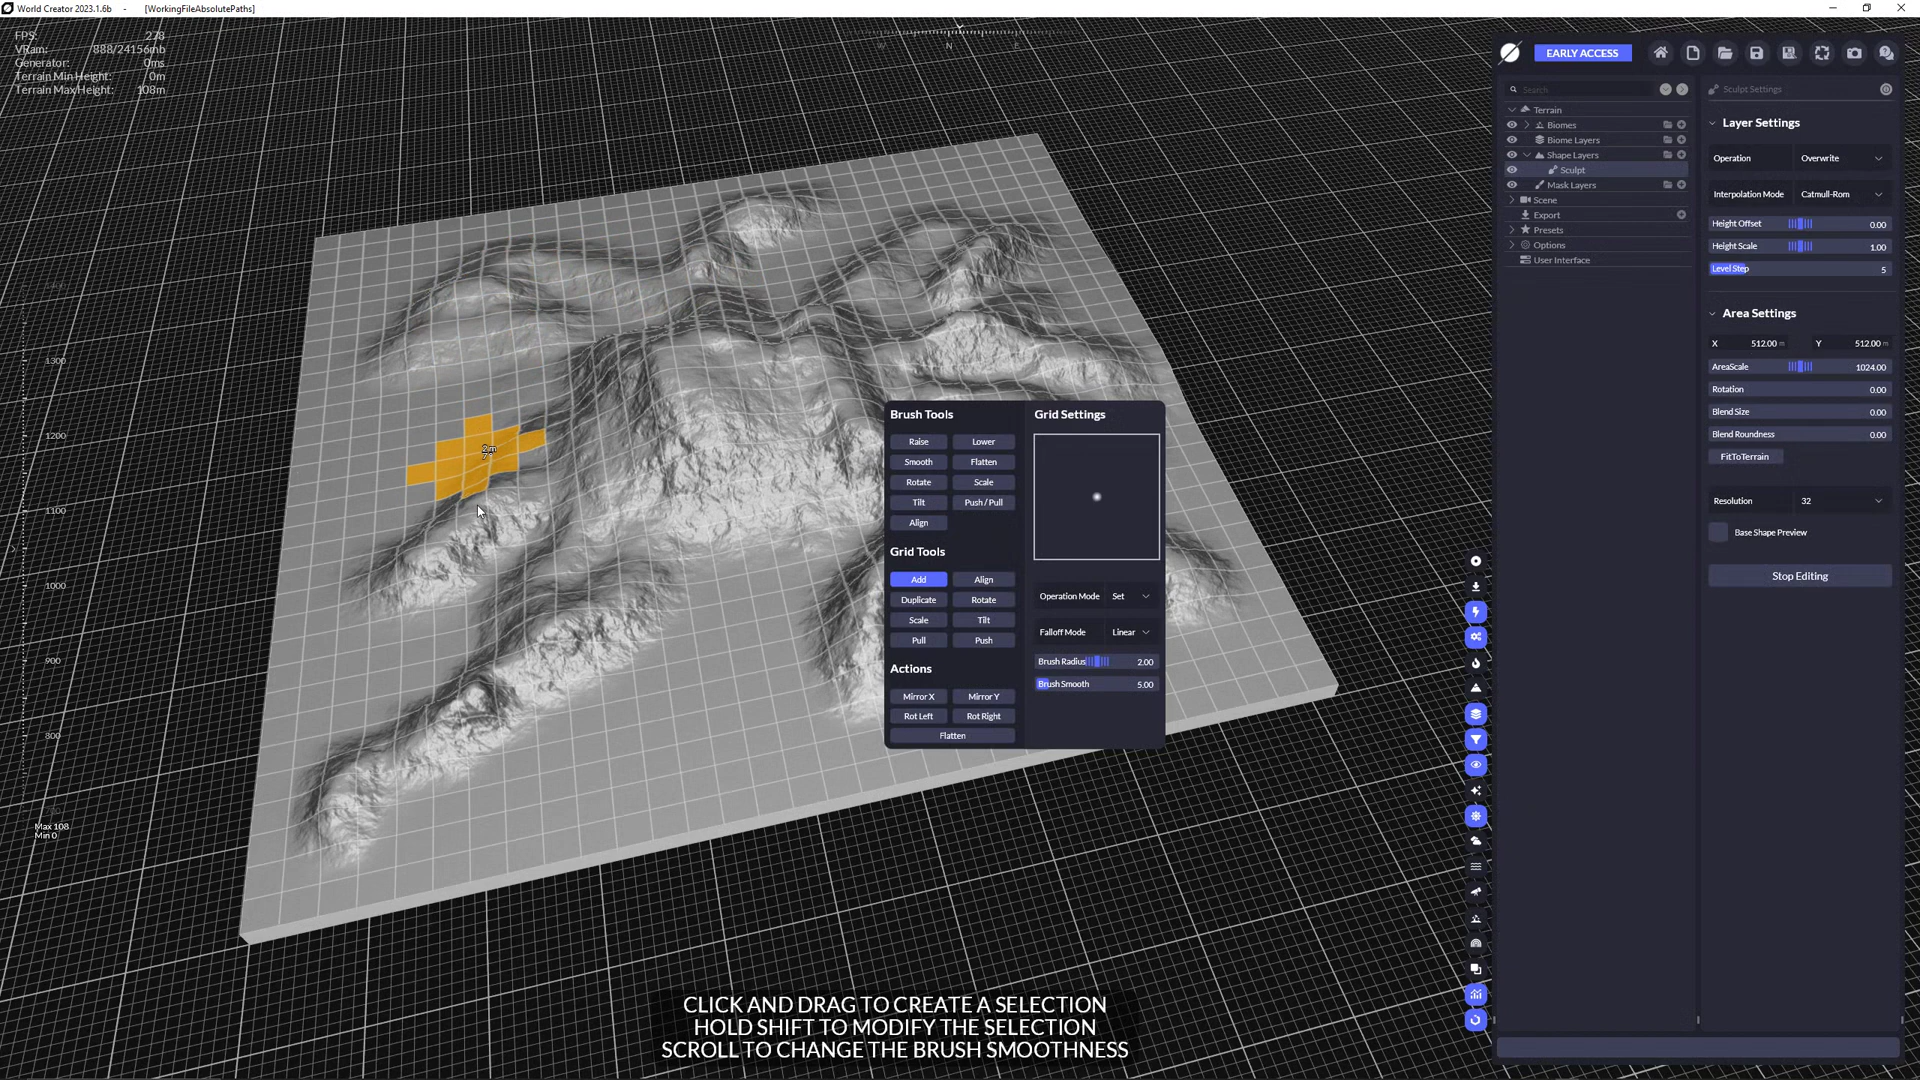 World Creator 2023.1.6b - [WorkingFileAbsolutePaths]
FPS: 278
VRam: 888/24156mb
Generator: 0ms
Terrain Min Height: 0m
Terrain Max Height: 108m
W N E
1300
1200
1100
1000
900
800
Max 108
Min 0
2m
7°
Brush Tools
Raise Lower
Smooth Flatten
Rotate Scale
Tilt Push / Pull
Align
Grid Tools
Add Align
Duplicate Rotate
Scale Tilt
Pull Push
Actions
Mirror X Mirror Y
Rot Left Rot Right
Flatten
Grid Settings
Operation Mode Set
Falloff Mode Linear
Brush Radius 2.00
Brush Smooth 5.00
EARLY ACCESS
Search
Terrain
Biomes
Biome Layers
Shape Layers
Sculpt
Mask Layers
Scene
Export
Presets
Options
User Interface
Sculpt Settings
Layer Settings
Operation Overwrite
Interpolation Mode Catmull-Rom
Height Offset 0.00
Height Scale 1.00
Level Step 5
Area Settings
X 512.00 m Y 512.00 m
AreaScale 1024.00
Rotation 0.00
Blend Size 0.00
Blend Roundness 0.00
FitToTerrain
Resolution 32
Base Shape Preview
Stop Editing
CLICK AND DRAG TO CREATE A SELECTION
HOLD SHIFT TO MODIFY THE SELECTION
SCROLL TO CHANGE THE BRUSH SMOOTHNESS